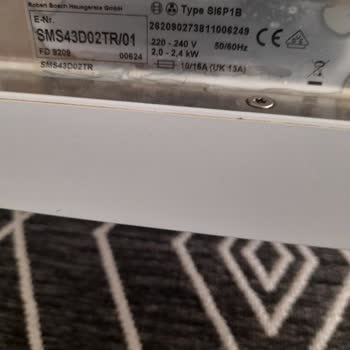 Robert Bosch Hausgeräte GmbH
E-Nr.
SMS43D02TR/01
FD 9209 00624
SMS43D02TR
Type SI6P1B
262090273811006249
220 - 240 V 50/60Hz
2,0 - 2,4 kW
10/16A (UK 13A)
CE